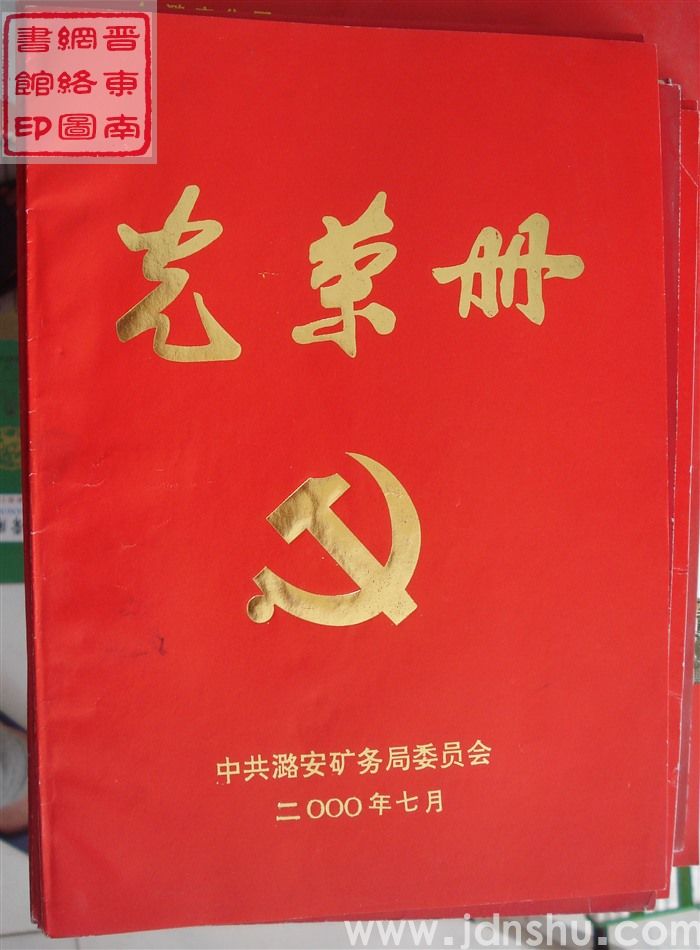 晋東南
網絡圖
書館印
光荣册
中共潞安矿务局委员会
二〇〇〇年七月
www.jdnshu.com